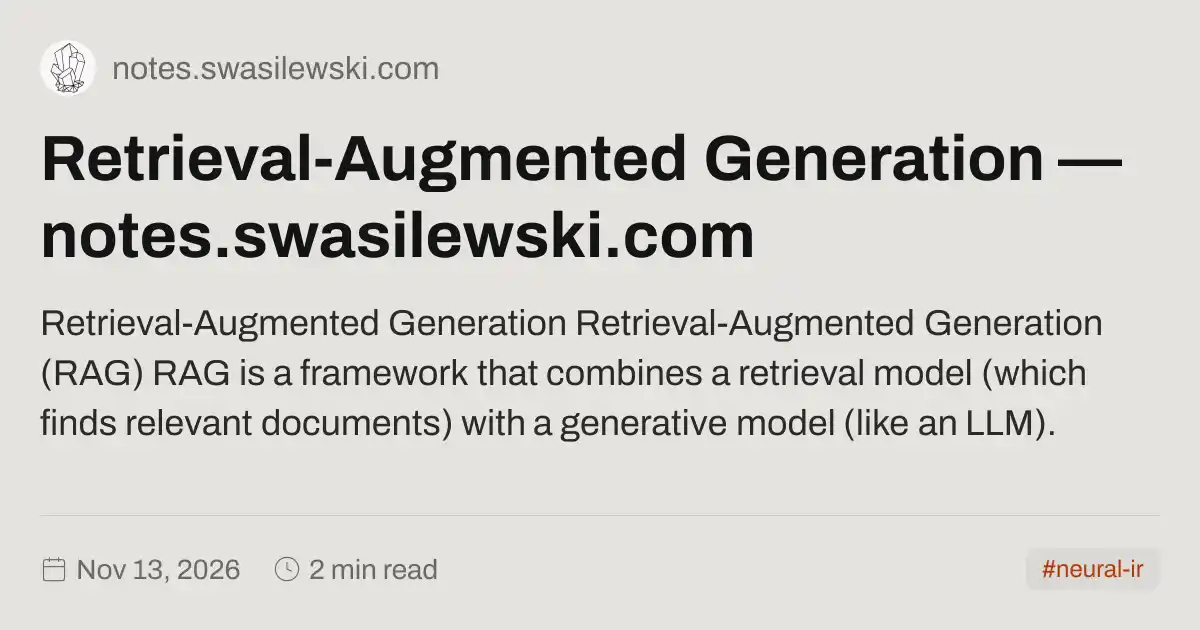 notes.swasilewski.com
Retrieval-Augmented Generation —
notes.swasilewski.com
Retrieval-Augmented Generation Retrieval-Augmented Generation
(RAG) RAG is a framework that combines a retrieval model (which
finds relevant documents) with a generative model (like an LLM).
Nov 13, 2026 2 min read #neural-ir